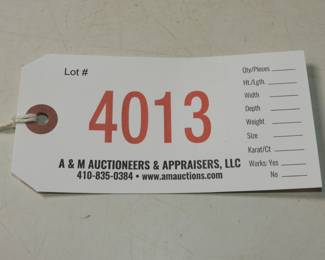 Lot #
4013
A & M AUCTIONEERS & APPRAISERS, LLC
410-835-0384 • www.amauctions.com
Qty/Pieces
Ht./Lgth.
Width
Depth
Weight
Size
Karat/Ct
Works: Yes
No